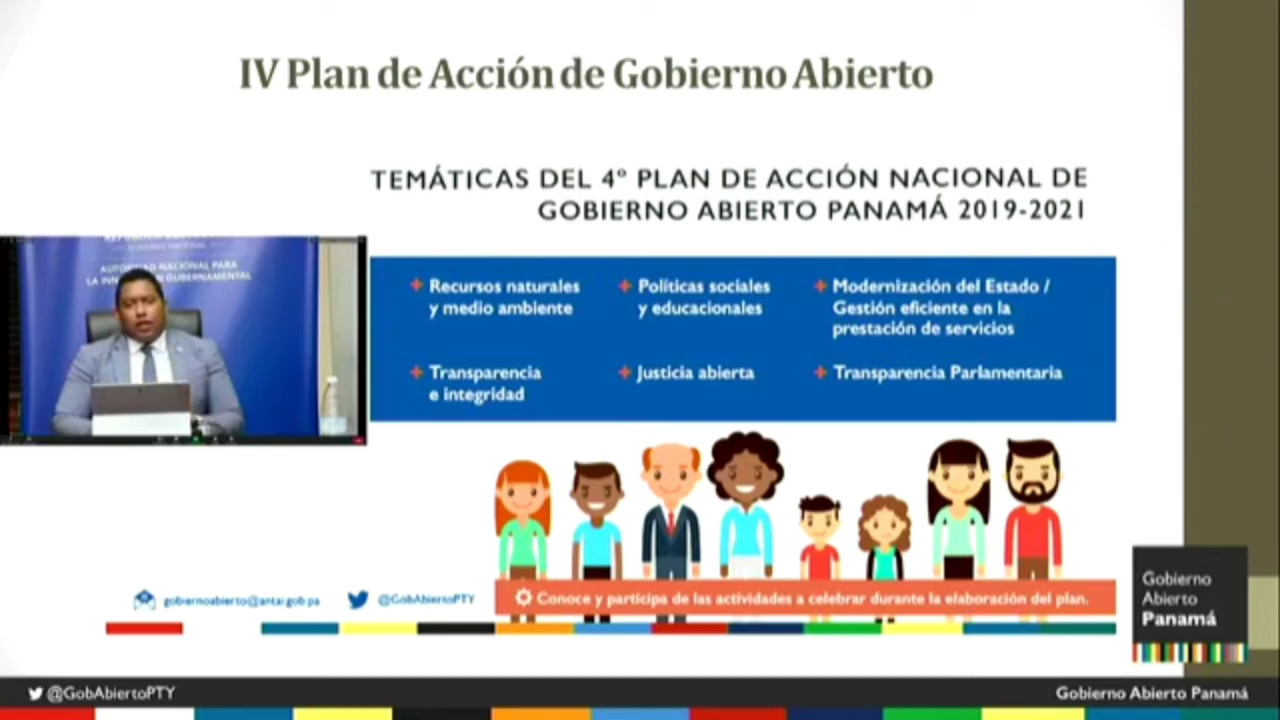 IV Plan de Acción de Gobierno Abierto
TEMÁTICAS DEL 4º PLAN DE ACCIÓN NACIONAL DE
GOBIERNO ABIERTO PANAMÁ 2019-2021
AUTORIDAD NACIONAL PARA
LA INNOVACIÓN GUBERNAMENTAL
+ Recursos naturales
y medio ambiente
+ Políticas sociales
y educacionales
+ Modernización del Estado /
Gestión eficiente en la
prestación de servicios
+ Transparencia
e integridad
+ Justicia abierta
+ Transparencia Parlamentaria
gobiernoabierto@antai.gob.pa
@GobAbiertoPTY
Conoce y participa de las actividades a celebrar durante la elaboración del plan.
Gobierno
Abierto
Panamá
@GobAbiertoPTY
Gobierno Abierto Panamá